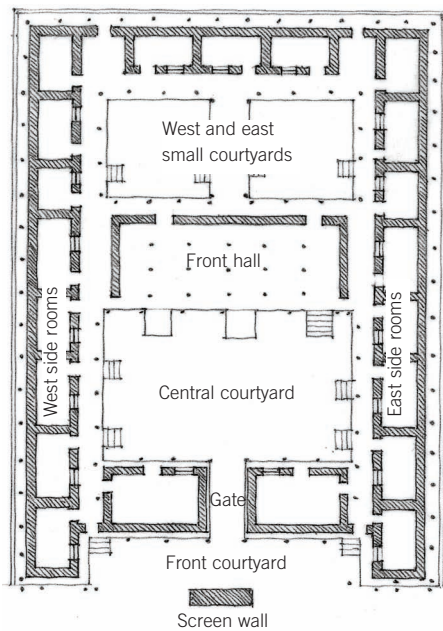 West and east
small courtyards
Front hall
West side rooms
East side rooms
Central courtyard
Gate
Front courtyard
Screen wall